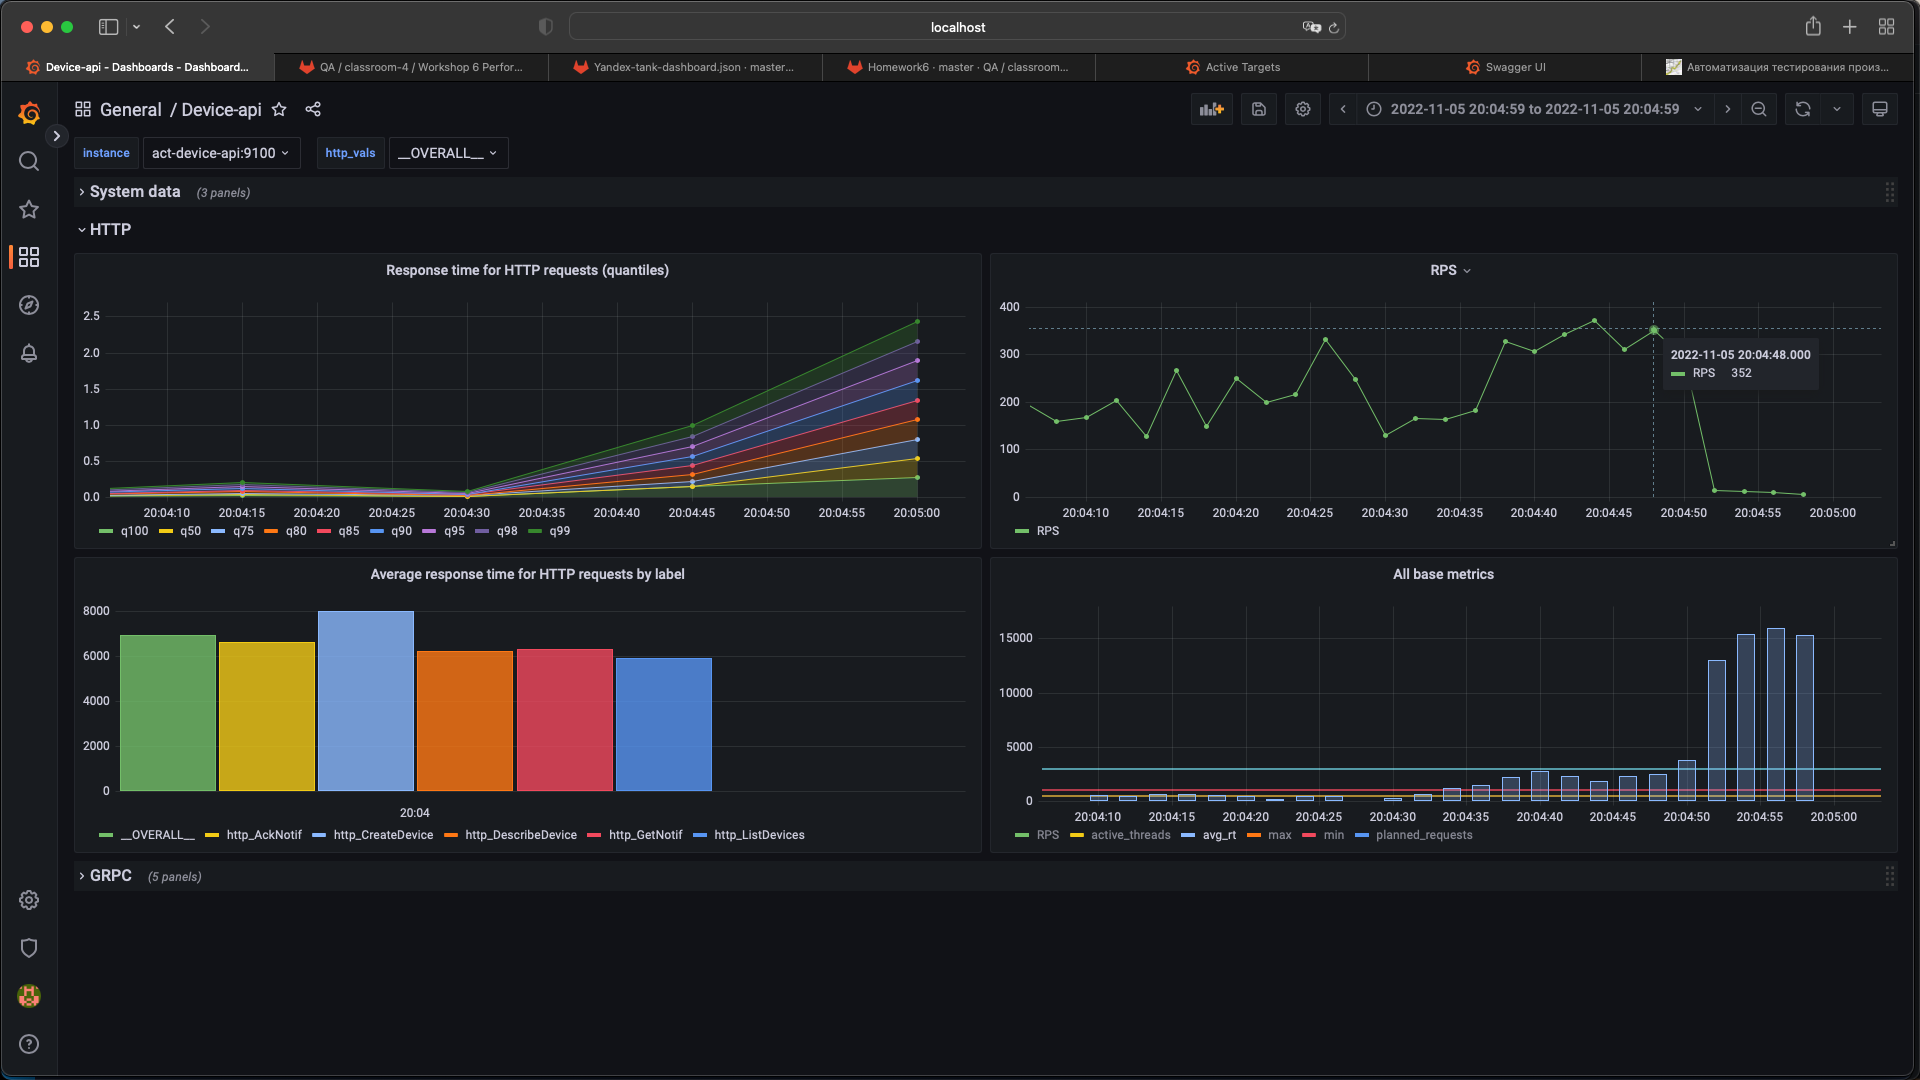 localhost
Device-api - Dashboards - Dashboard...
QA / classroom-4 / Workshop 6 Perfor...
Yandex-tank-dashboard.json · master...
Homework6 · master · QA / classroom...
Active Targets
Swagger UI
Автоматизация тестирования произ...
General / Device-api
2022-11-05 20:04:59 to 2022-11-05 20:04:59
instance
act-device-api:9100
http_vals
__OVERALL__
System data (3 panels)
HTTP
Response time for HTTP requests (quantiles)
2.5
2.0
1.5
1.0
0.5
0.0
20:04:10 20:04:15 20:04:20 20:04:25 20:04:30 20:04:35 20:04:40 20:04:45 20:04:50 20:04:55 20:05:00
q100 q50 q75 q80 q85 q90 q95 q98 q99
RPS
400
300
200
100
0
2022-11-05 20:04:48.000
RPS 352
20:04:10 20:04:15 20:04:20 20:04:25 20:04:30 20:04:35 20:04:40 20:04:45 20:04:50 20:04:55 20:05:00
RPS
Average response time for HTTP requests by label
8000
6000
4000
2000
0
20:04
__OVERALL__ http_AckNotif http_CreateDevice http_DescribeDevice http_GetNotif http_ListDevices
All base metrics
15000
10000
5000
0
20:04:10 20:04:15 20:04:20 20:04:25 20:04:30 20:04:35 20:04:40 20:04:45 20:04:50 20:04:55 20:05:00
RPS active_threads avg_rt max min planned_requests
GRPC (5 panels)